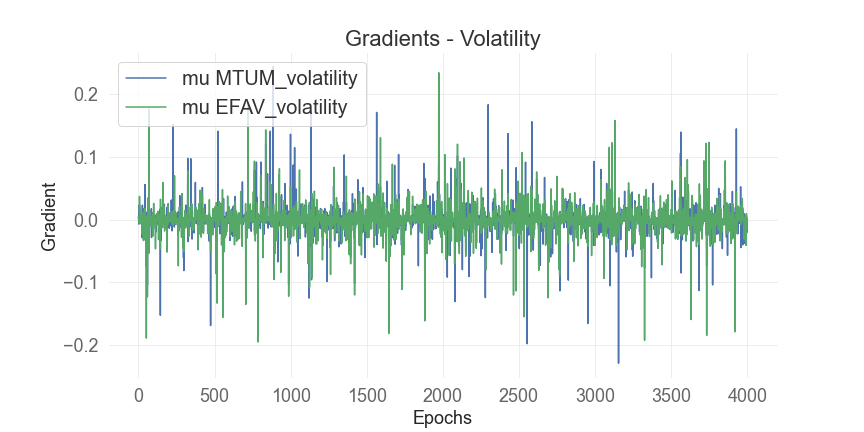 Gradients - Volatility
mu MTUM_volatility
mu EFAV_volatility
0.2
0.1
0.0
−0.1
−0.2
Gradient
0 500 1000 1500 2000 2500 3000 3500 4000
Epochs